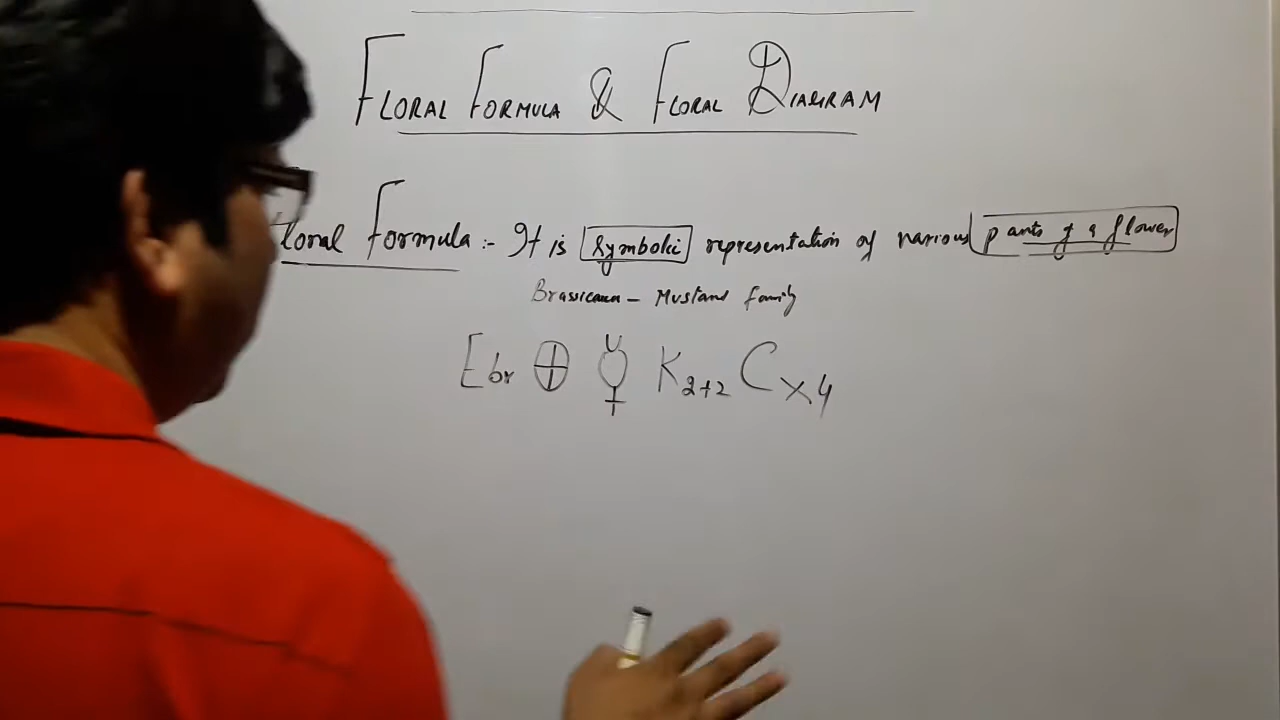 FLORAL FORMULA & FLORAL DIAGRAM
Floral Formula :- It is Symbolic representation of various parts of a flower
Mustard family
Ebr ⊕ ⚥ K2+2 C×4